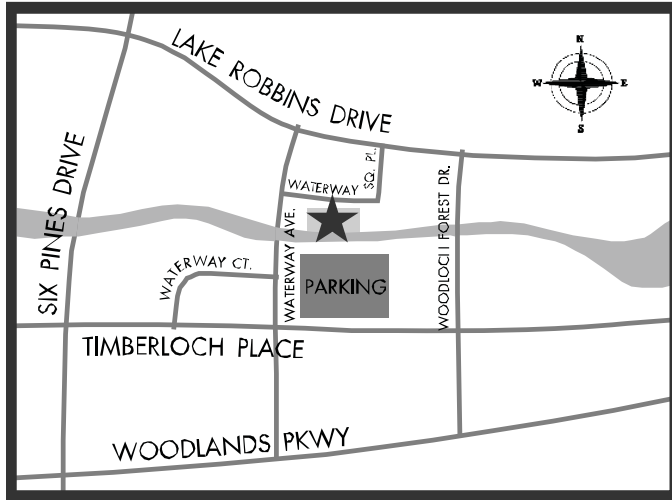 LAKE ROBBINS DRIVE
N
W
E
S
SIX PINES DRIVE
WATERWAY
SQ. PL.
WATERWAY AVE.
WOODLOCH FOREST DR.
WATERWAY CT.
PARKING
TIMBERLOCH PLACE
WOODLANDS PKWY